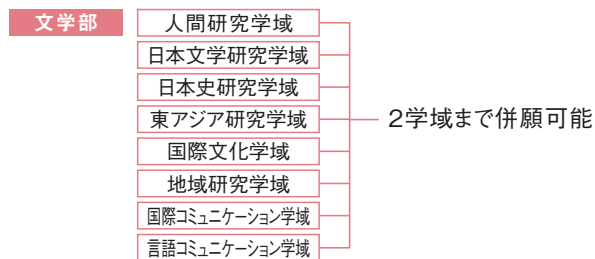 文学部
人間研究学域
日本文学研究学域
日本史研究学域
東アジア研究学域
国際文化学域
地域研究学域
国際コミュニケーション学域
言語コミュニケーション学域
2学域まで併願可能